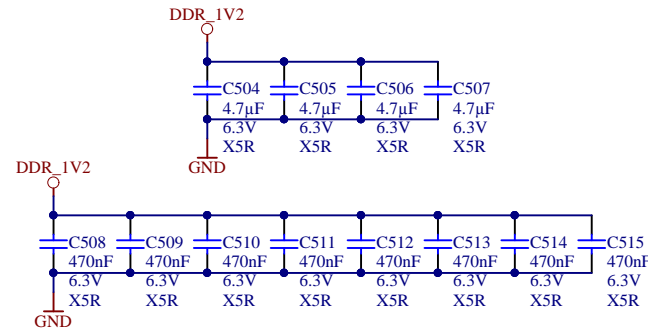 DDR_1V2
C504 C505 C506 C507
4.7µF 4.7µF 4.7µF 4.7µF
6.3V 6.3V 6.3V 6.3V
X5R X5R X5R X5R
GND
DDR_1V2
C508 C509 C510 C511 C512 C513 C514 C515
470nF 470nF 470nF 470nF 470nF 470nF 470nF 470nF
6.3V 6.3V 6.3V 6.3V 6.3V 6.3V 6.3V 6.3V
X5R X5R X5R X5R X5R X5R X5R X5R
GND